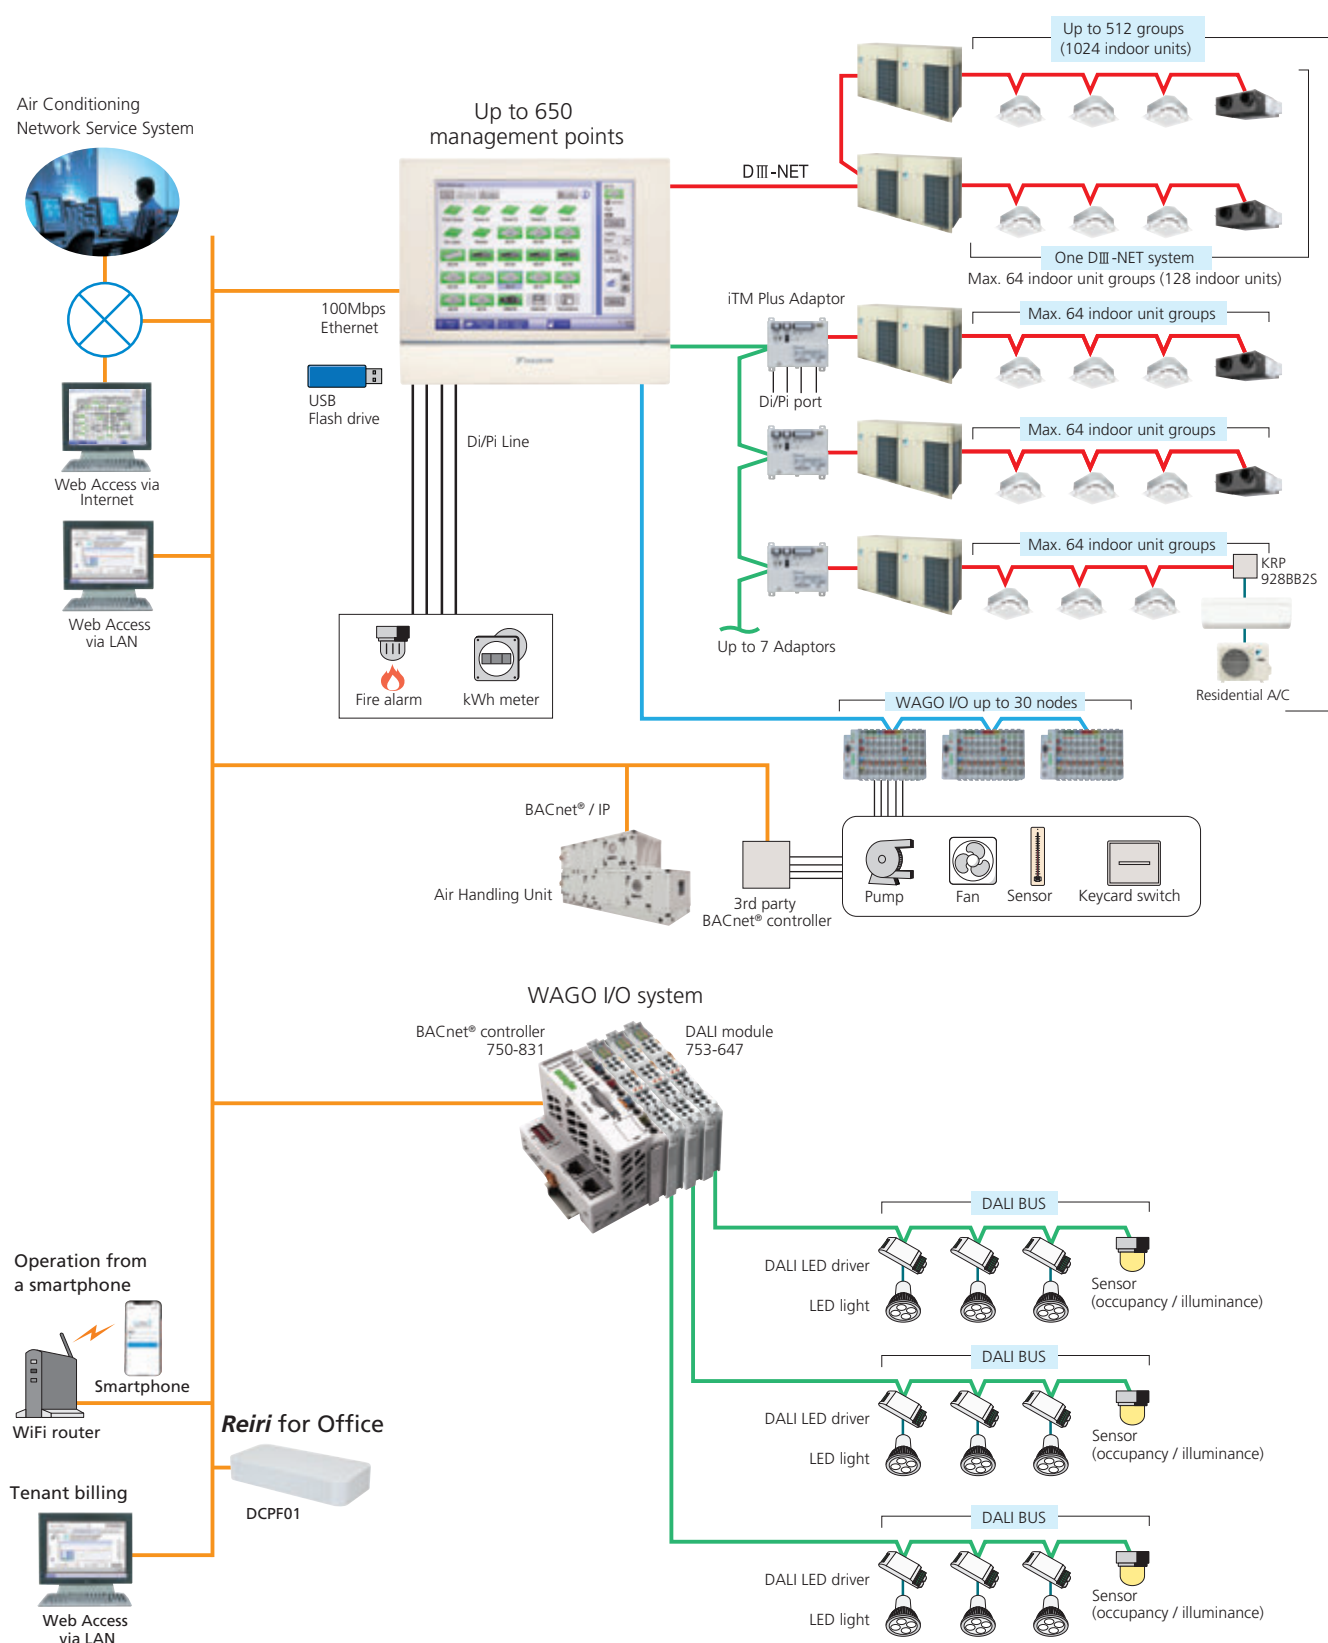 Up to 512 groups
(1024 indoor units)
Air Conditioning
Network Service System
Up to 650
management points
DIII-NET
One DIII-NET system
Max. 64 indoor unit groups (128 indoor units)
100Mbps
Ethernet
iTM Plus Adaptor
Max. 64 indoor unit groups
DAIKIN
USB
Flash drive
Di/Pi port
Di/Pi Line
Max. 64 indoor unit groups
Web Access via
Internet
Max. 64 indoor unit groups
KRP
928BB2S
Web Access
via LAN
Up to 7 Adaptors
Fire alarm
kWh meter
Residential A/C
WAGO I/O up to 30 nodes
BACnet® / IP
Air Handling Unit
3rd party
BACnet® controller
Pump
Fan
Sensor
Keycard switch
WAGO I/O system
BACnet® controller
750-831
DALI module
753-647
DALI BUS
DALI LED driver
LED light
Sensor
(occupancy / illuminance)
Operation from
a smartphone
Smartphone
WiFi router
DALI BUS
DALI LED driver
LED light
Sensor
(occupancy / illuminance)
Reiri for Office
DCPF01
Tenant billing
Web Access
via LAN
DALI BUS
DALI LED driver
LED light
Sensor
(occupancy / illuminance)